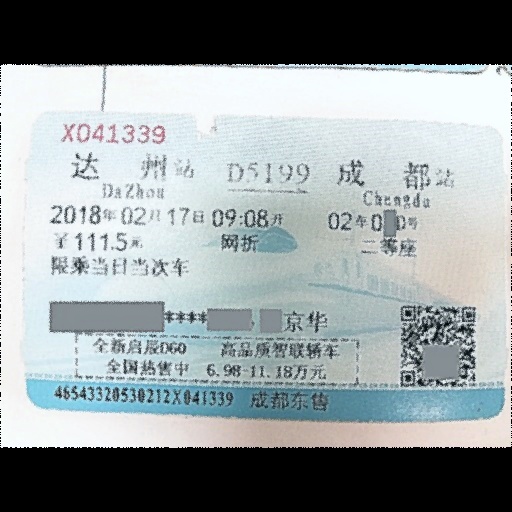 X041339
达 州站 D5199 成 都站
DaZhou Chengdu
2018年02月17日09:08开 02车0 0号
￥111.5元 网折 二等座
限乘当日当次车
**** 京华
全新启辰D60 高品质智联轿车
全国热售中 6.98-11.18万元
46543320530212X041339 成都东售